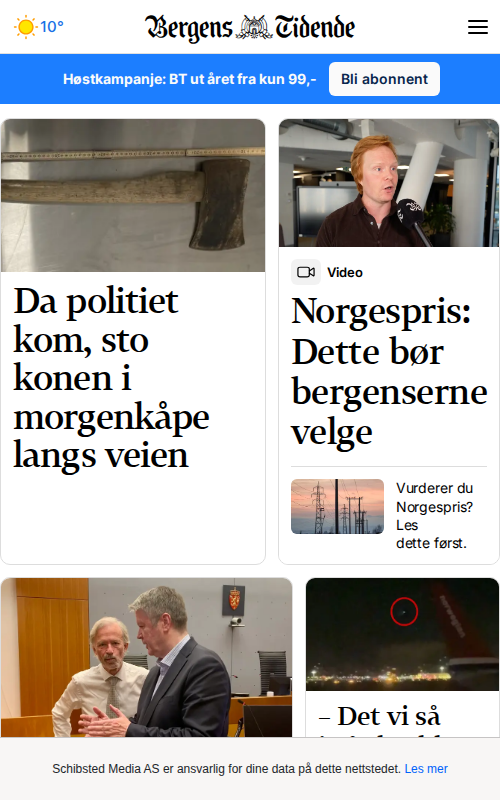 10°
Bergens Tidende
Høstkampanje: BT ut året fra kun 99,-
Bli abonnent
Da politiet
kom, sto
konen i
morgenkåpe
langs veien
Video
Norgespris:
Dette bør
bergenserne
velge
Vurderer du
Norgespris?
Les
dette først.
– Det vi så
Schibsted Media AS er ansvarlig for dine data på dette nettstedet. Les mer